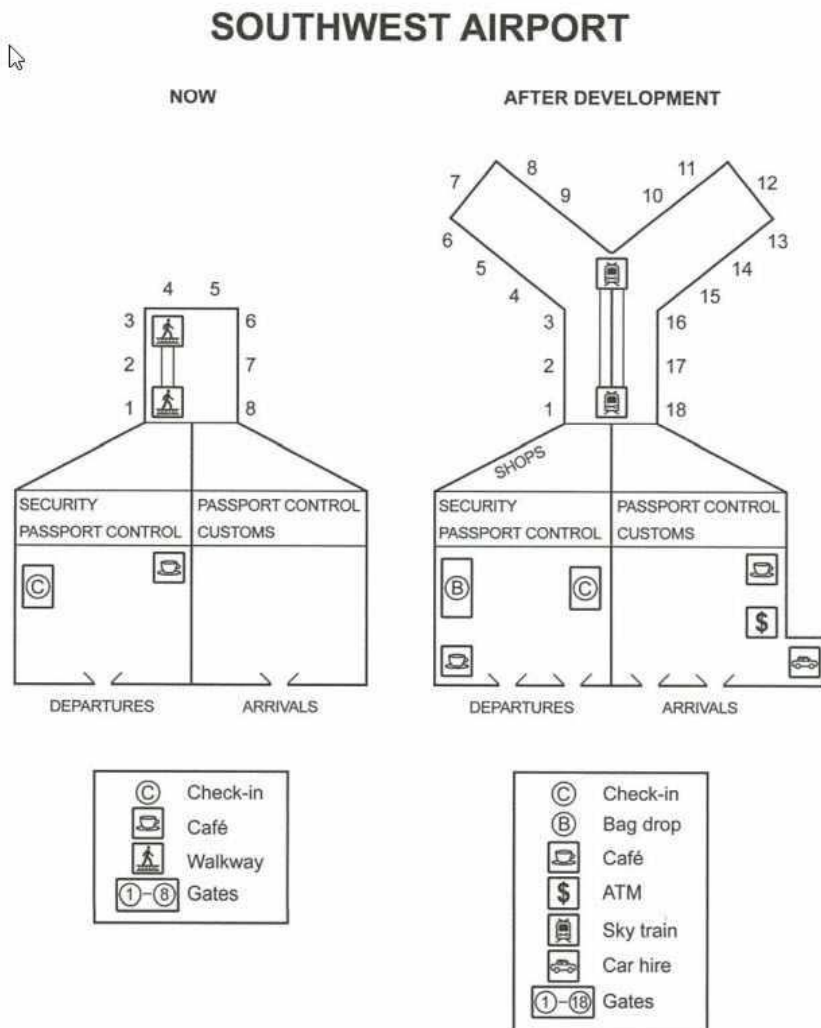 SOUTHWEST AIRPORT
NOW
4 5
3 6
2 7
1 8
SECURITY
PASSPORT CONTROL
PASSPORT CONTROL
CUSTOMS
C
DEPARTURES
ARRIVALS
C Check-in
Café
Walkway
1–8 Gates
AFTER DEVELOPMENT
8 11
7 9 10 12
6 13
5 14
4 15
3 16
2 17
1 18
SHOPS
SECURITY
PASSPORT CONTROL
PASSPORT CONTROL
CUSTOMS
B C
$
DEPARTURES
ARRIVALS
C Check-in
B Bag drop
Café
$ ATM
Sky train
Car hire
1–18 Gates